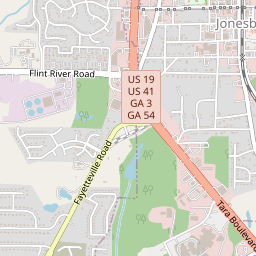 Jonesb
Flint River Road
US 19
US 41
GA 3
GA 54
Fayetteville Road
Tara Boulevard